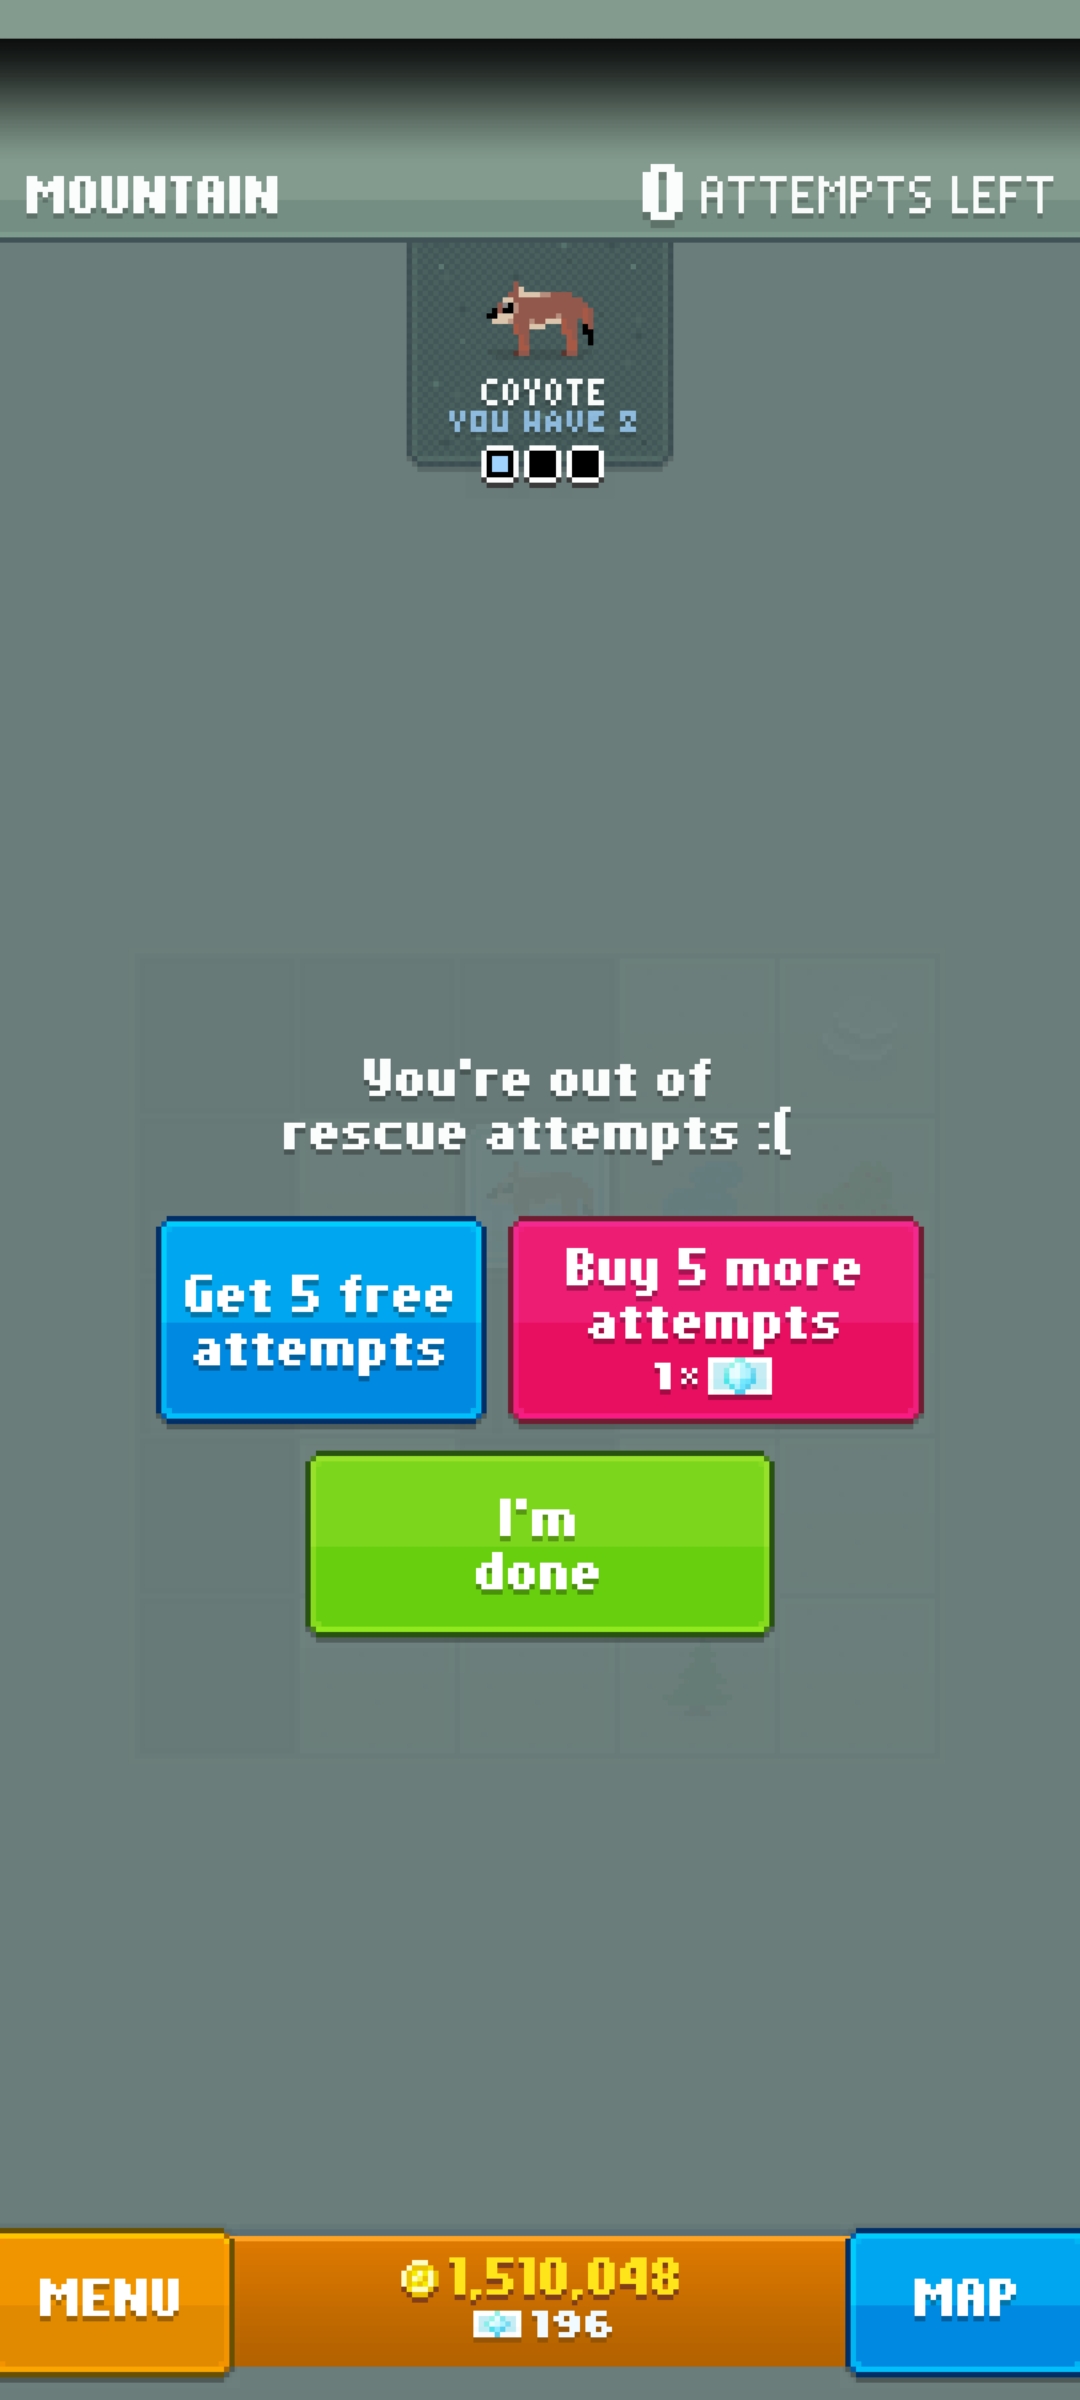 MOUNTAIN
0 ATTEMPTS LEFT
COYOTE
YOU HAVE 2
You're out of
rescue attempts :(
Get 5 free
attempts
Buy 5 more
attempts
1×
I'm
done
MENU
1,510,048
196
MAP